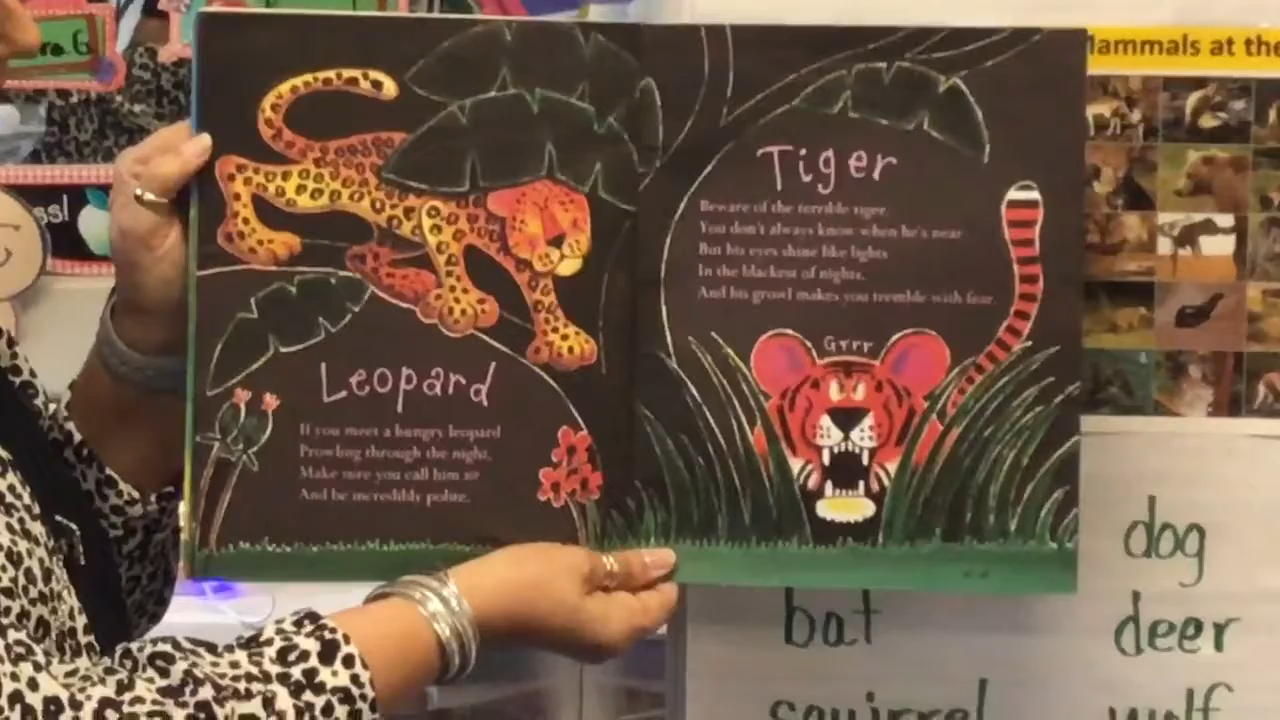 Mammals at the
Leopard
If you meet a hungry leopard
Prowling through the night,
Make sure you call him sir
And be incredibly polite.
Tiger
Beware of the terrible tiger.
You don't always know when he's near.
But his eyes shine like lights
In the blackest of nights,
And his growl makes you tremble with fear.
Grrr
bat
squirrel
dog
deer
wolf